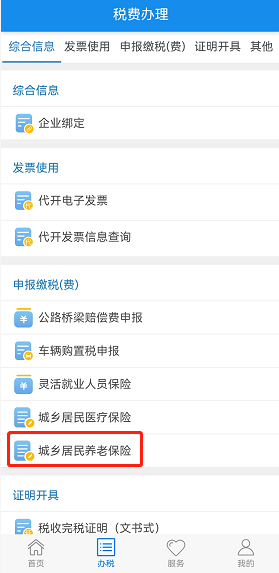 税费办理
综合信息 发票使用 申报缴税(费) 证明开具 其他
综合信息
企业绑定
发票使用
代开电子发票
代开发票信息查询
申报缴税(费)
公路桥梁赔偿费申报
车辆购置税申报
灵活就业人员保险
城乡居民医疗保险
城乡居民养老保险
证明开具
税收完税证明（文书式）
首页 办税 服务 我的